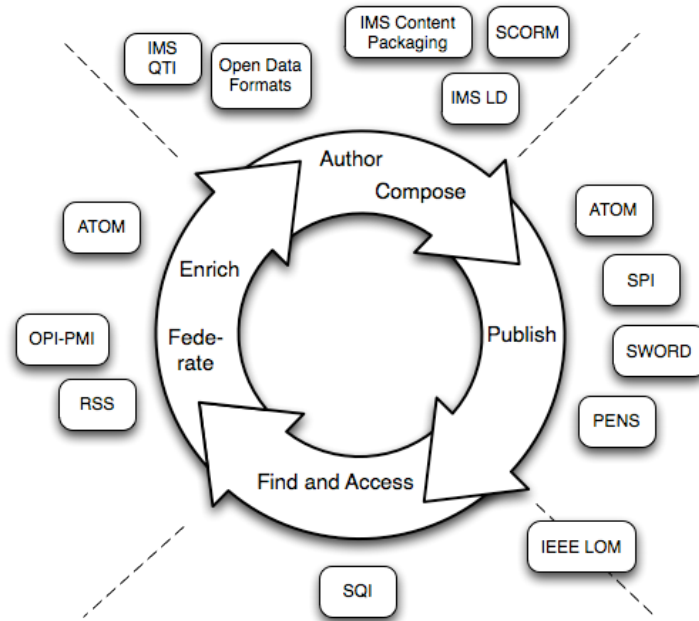 IMS
QTI
Open Data
Formats
IMS Content
Packaging
SCORM
IMS LD
Author
Compose
ATOM
ATOM
Enrich
SPI
OPI-PMI
Fede-
rate
Publish
SWORD
RSS
PENS
Find and Access
IEEE LOM
SQI